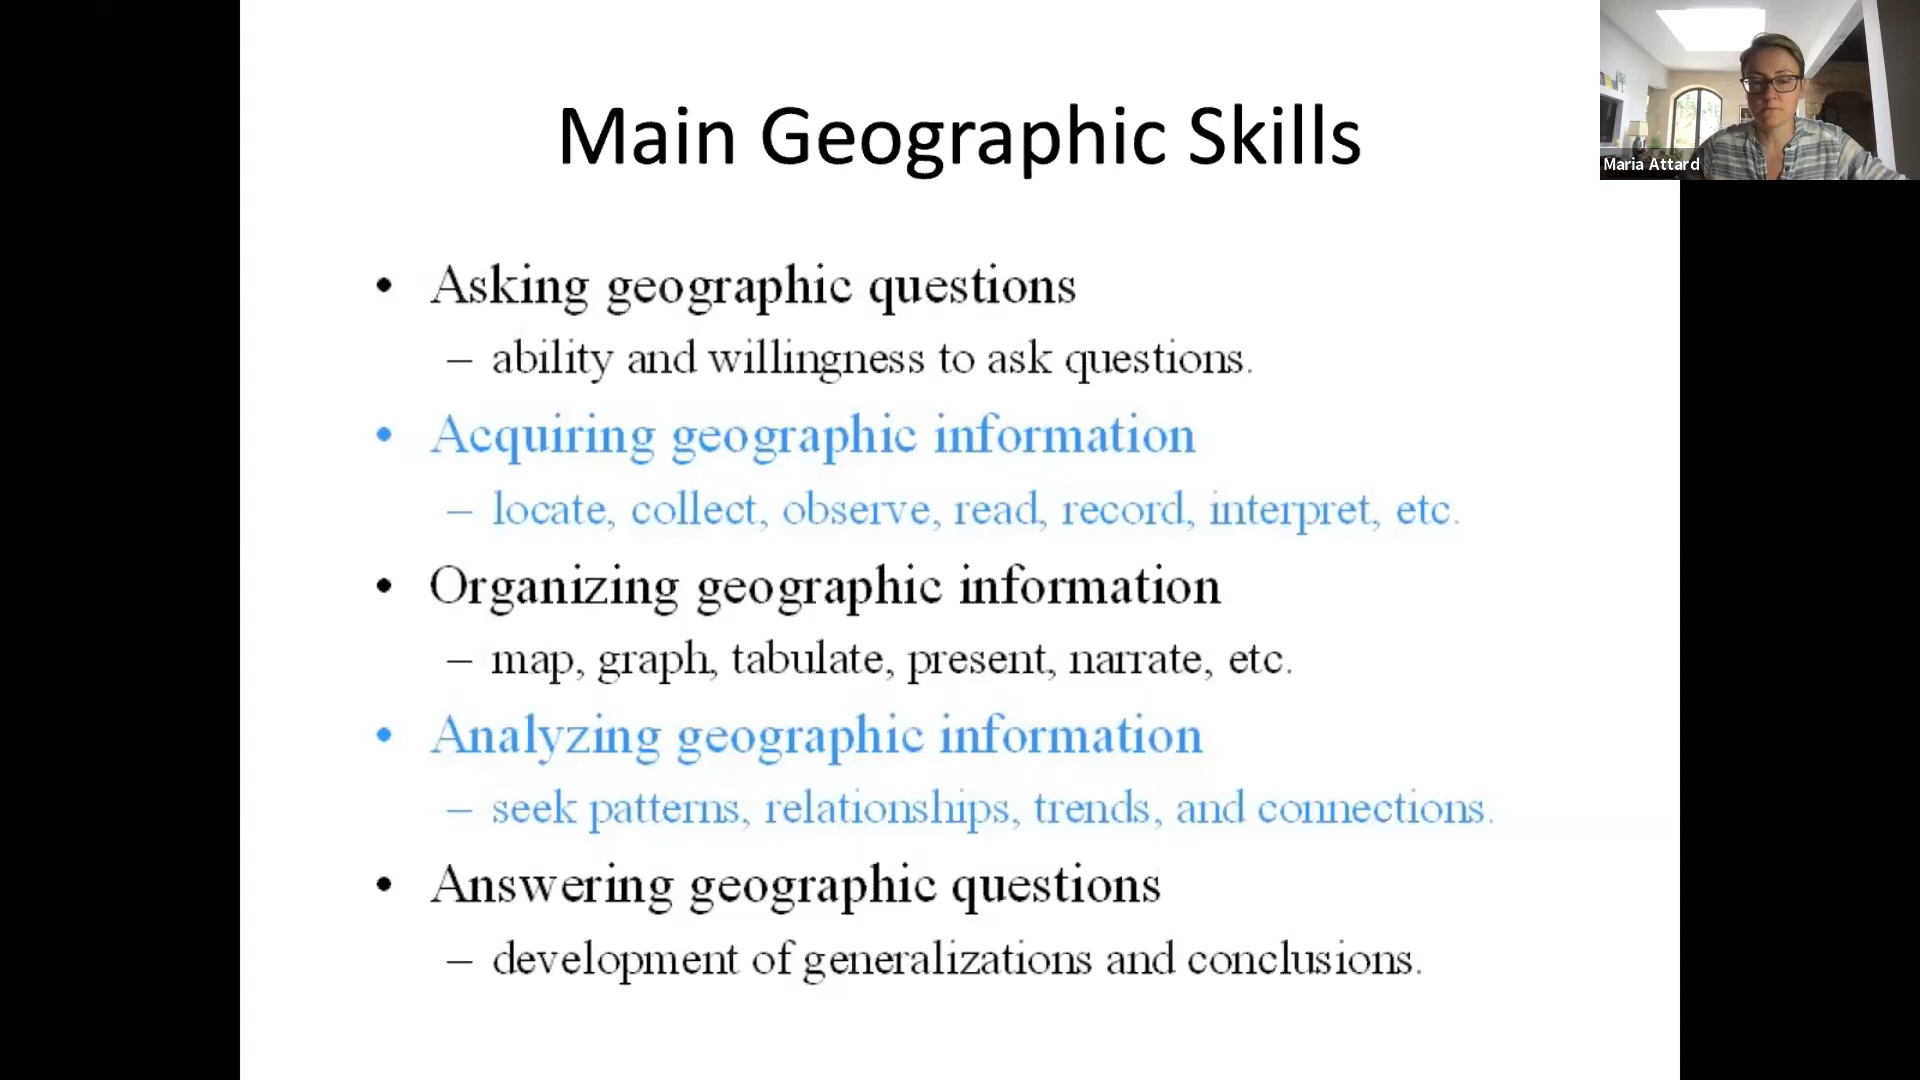 Main Geographic Skills
Maria Attard
• Asking geographic questions
– ability and willingness to ask questions.
• Acquiring geographic information
– locate, collect, observe, read, record, interpret, etc.
• Organizing geographic information
– map, graph, tabulate, present, narrate, etc.
• Analyzing geographic information
– seek patterns, relationships, trends, and connections.
• Answering geographic questions
– development of generalizations and conclusions.